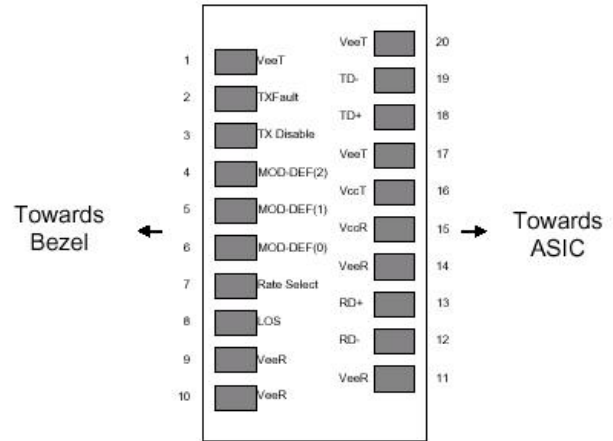 VeeT 20
1 VeeT
TD- 19
2 TXFault
TD+ 18
3 TX Disable
VeeT 17
4 MOD-DEF(2)
VccT 16
5 MOD-DEF(1)
Towards
Bezel
VccR 15
Towards
ASIC
6 MOD-DEF(0)
VeeR 14
7 Rate Select
RD+ 13
8 LOS
RD- 12
9 VeeR
VeeR 11
10 VeeR